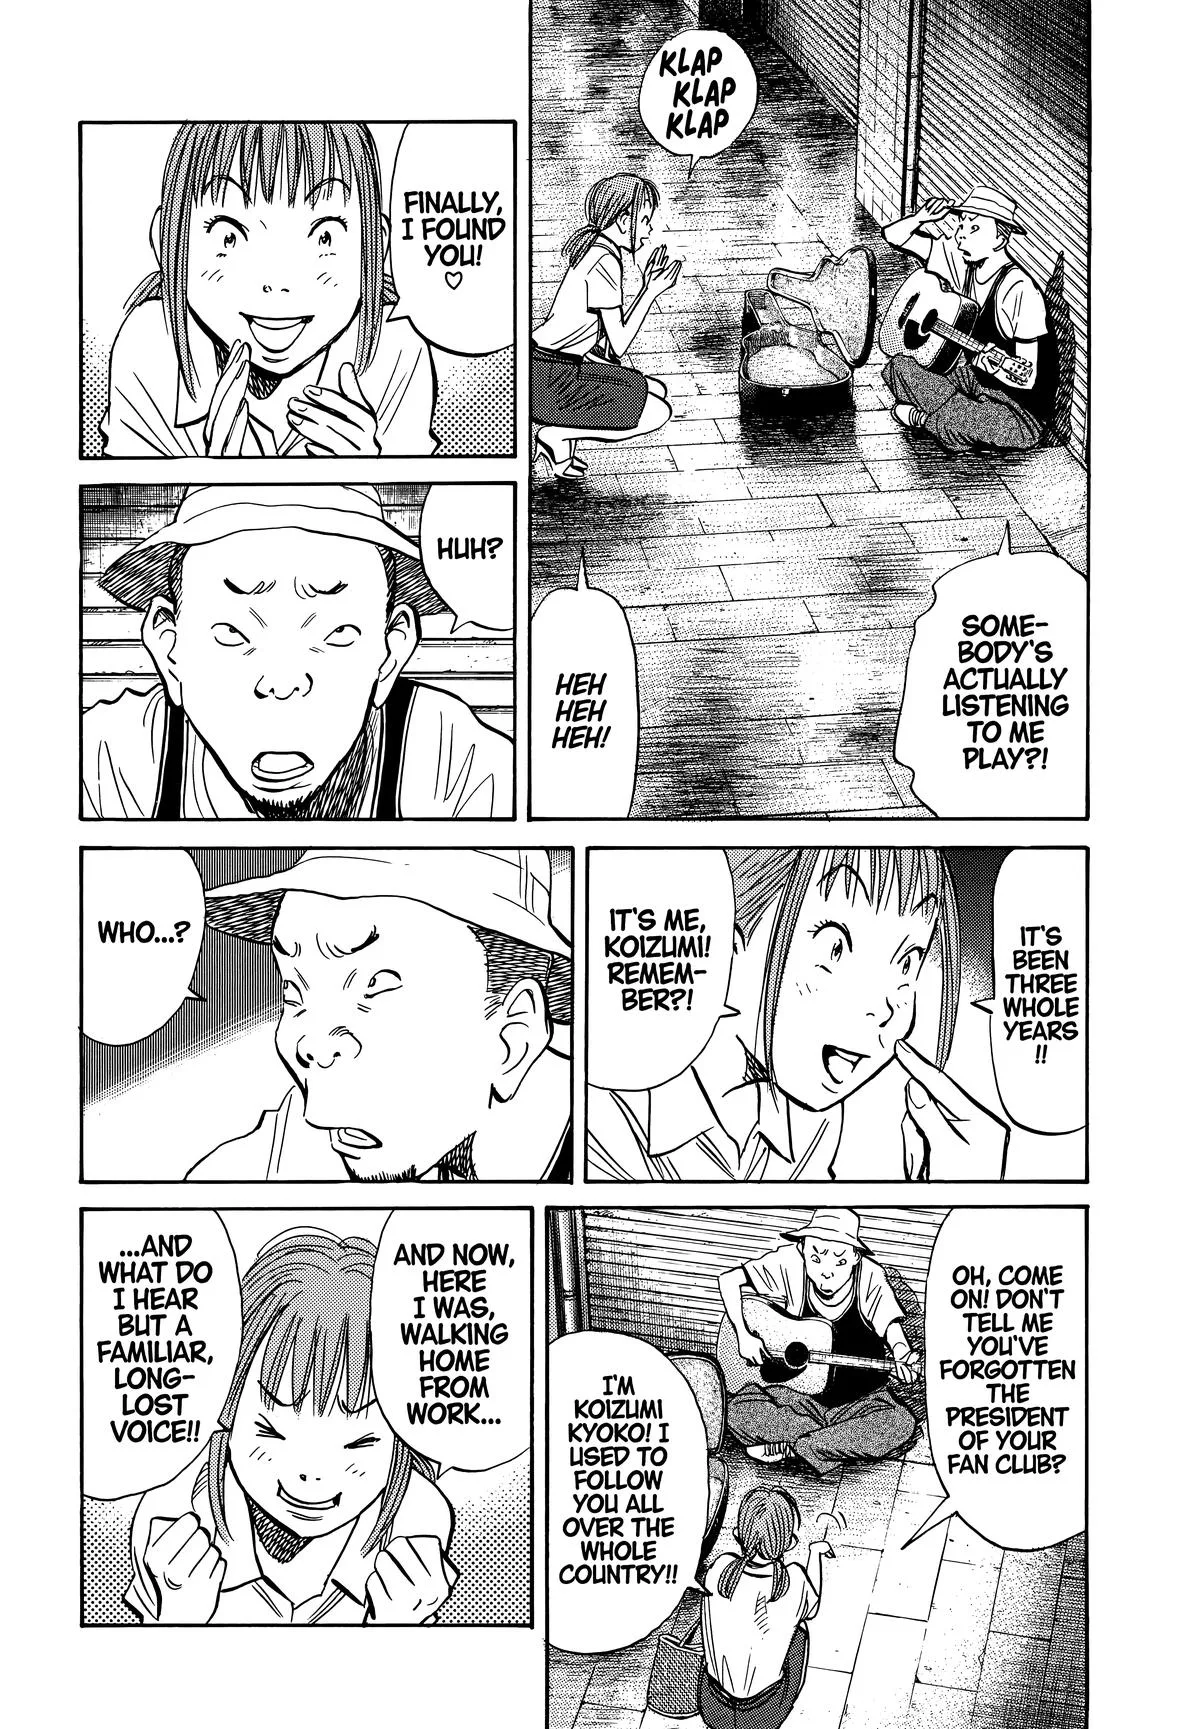 KLAP
KLAP
KLAP
SOME-
BODY'S
ACTUALLY
LISTENING
TO ME
PLAY?!
HEH
HEH
HEH!
FINALLY,
I FOUND
YOU!
♡
HUH?
IT'S
BEEN
THREE
WHOLE
YEARS
!!
IT'S ME,
KOIZUMI!
REMEM-
BER?!
WHO...?
OH, COME
ON! DON'T
TELL ME
YOU'VE
FORGOTTEN
THE
PRESIDENT
OF YOUR
FAN CLUB?
I'M
KOIZUMI
KYOKO! I
USED TO
FOLLOW
YOU ALL
OVER THE
WHOLE
COUNTRY!!
AND NOW,
HERE
I WAS,
WALKING
HOME
FROM
WORK...
...AND
WHAT DO
I HEAR
BUT A
FAMILIAR,
LONG-
LOST
VOICE!!